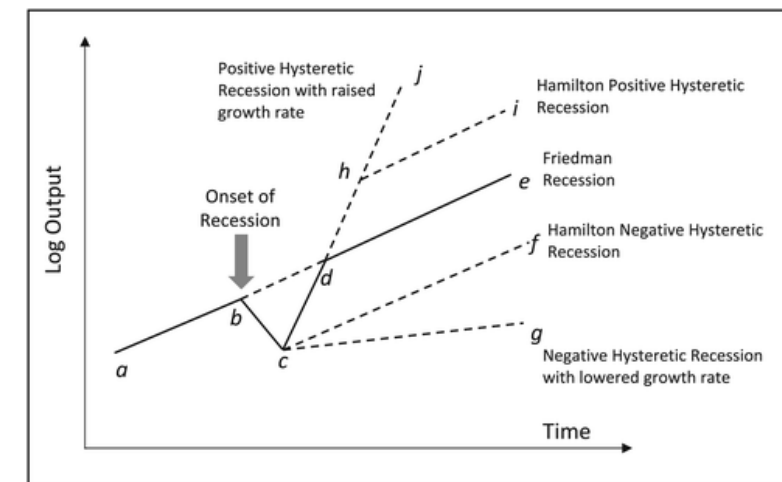 Positive Hysteretic
Recession with raised
growth rate
j
Hamilton Positive Hysteretic
Recession
i
h
Friedman
Recession
e
Onset of
Recession
Hamilton Negative Hysteretic
Recession
f
d
b
g
Negative Hysteretic Recession
with lowered growth rate
c
a
Log Output
Time